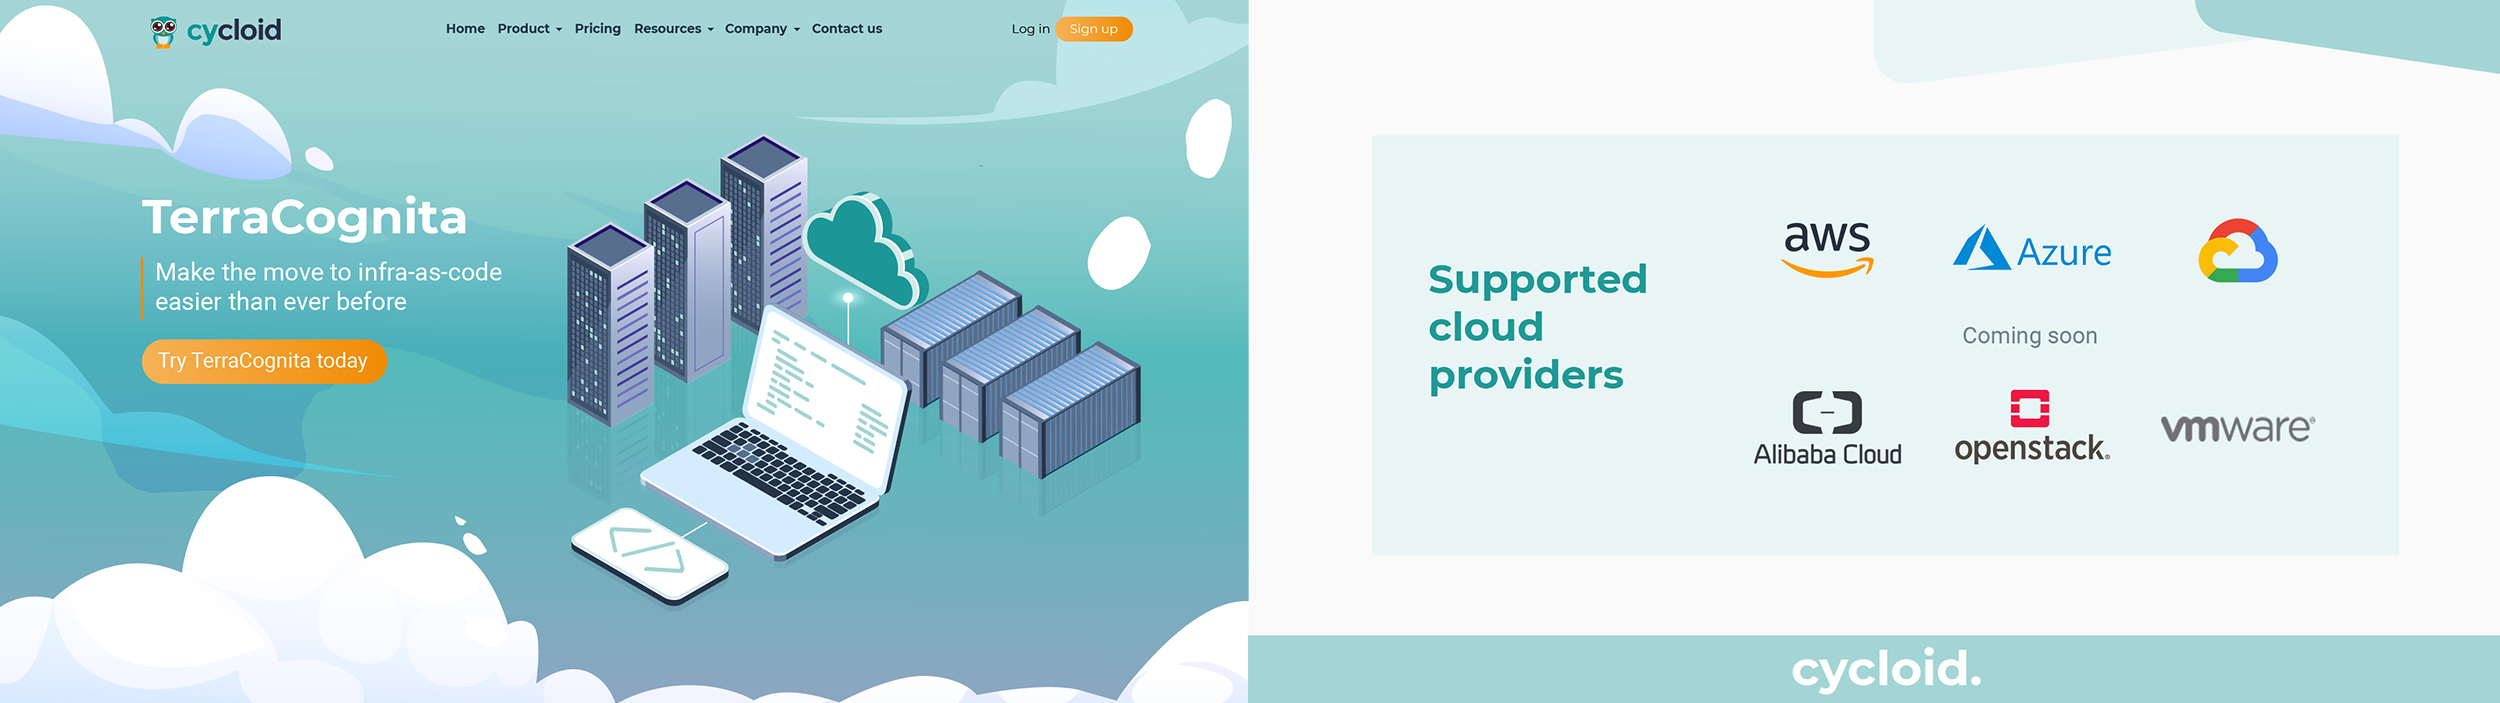 cycloid
Home Product Pricing Resources Company Contact us
Log in Sign up
TerraCognita
Make the move to infra-as-code
easier than ever before
Try TerraCognita today
Supported
cloud
providers
aws
Azure
Coming soon
Alibaba Cloud
openstack®
vmware®
cycloid.